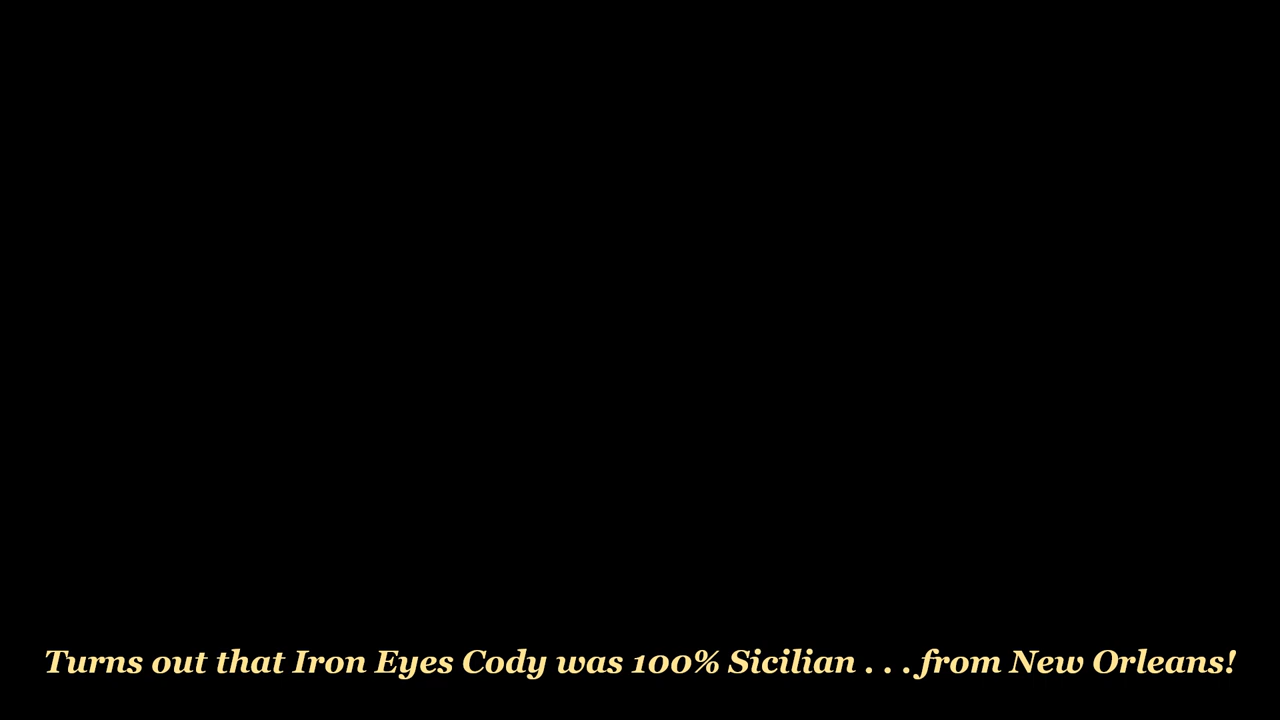 Turns out that Iron Eyes Cody was 100% Sicilian . . . from New Orleans!